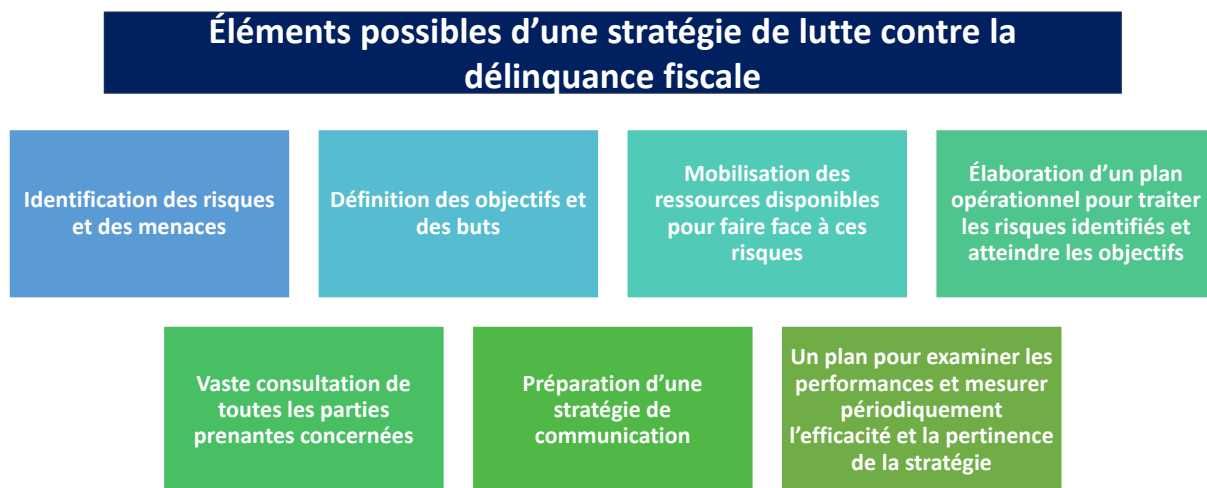 Éléments possibles d’une stratégie de lutte contre la
délinquance fiscale
Identification des risques
et des menaces
Définition des objectifs et
des buts
Mobilisation des
ressources disponibles
pour faire face à ces
risques
Élaboration d’un plan
opérationnel pour traiter
les risques identifiés et
atteindre les objectifs
Vaste consultation de
toutes les parties
prenantes concernées
Préparation d’une
stratégie de
communication
Un plan pour examiner les
performances et mesurer
périodiquement
l’efficacité et la pertinence
de la stratégie